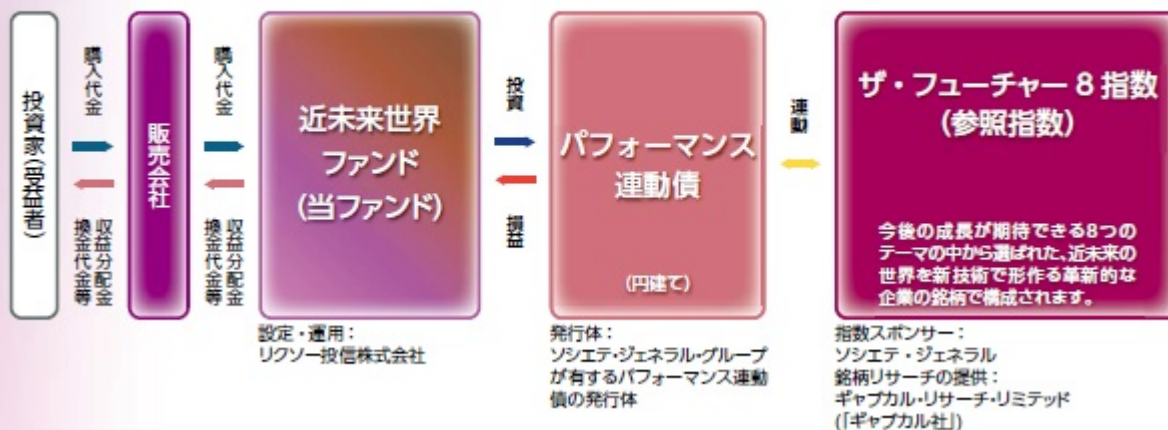 投資家(受益者)
購入代金
収益分配金
換金代金等
販売会社
購入代金
収益分配金
換金代金等
近未来世界
ファンド
(当ファンド)
設定・運用：
リクソー投信株式会社
投資
損益
パフォーマンス
連動債
(円建て)
発行体：
ソシエテ・ジェネラル・グループ
が有するパフォーマンス連動
債の発行体
連動
ザ・フューチャー8指数
(参照指数)
今後の成長が期待できる8つの
テーマの中から選ばれた、近未来の
世界を新技術で形作る革新的な
企業の銘柄で構成されます。
指数スポンサー：
ソシエテ・ジェネラル
銘柄リサーチの提供：
ギャブカル・リサーチ・リミテッド
(「ギャブカル社」)